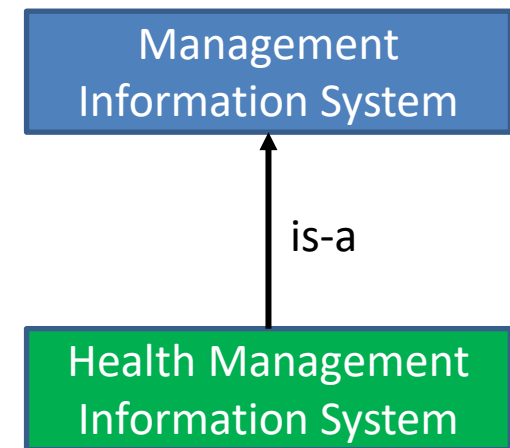 Management
Information System
is-a
Health Management
Information System